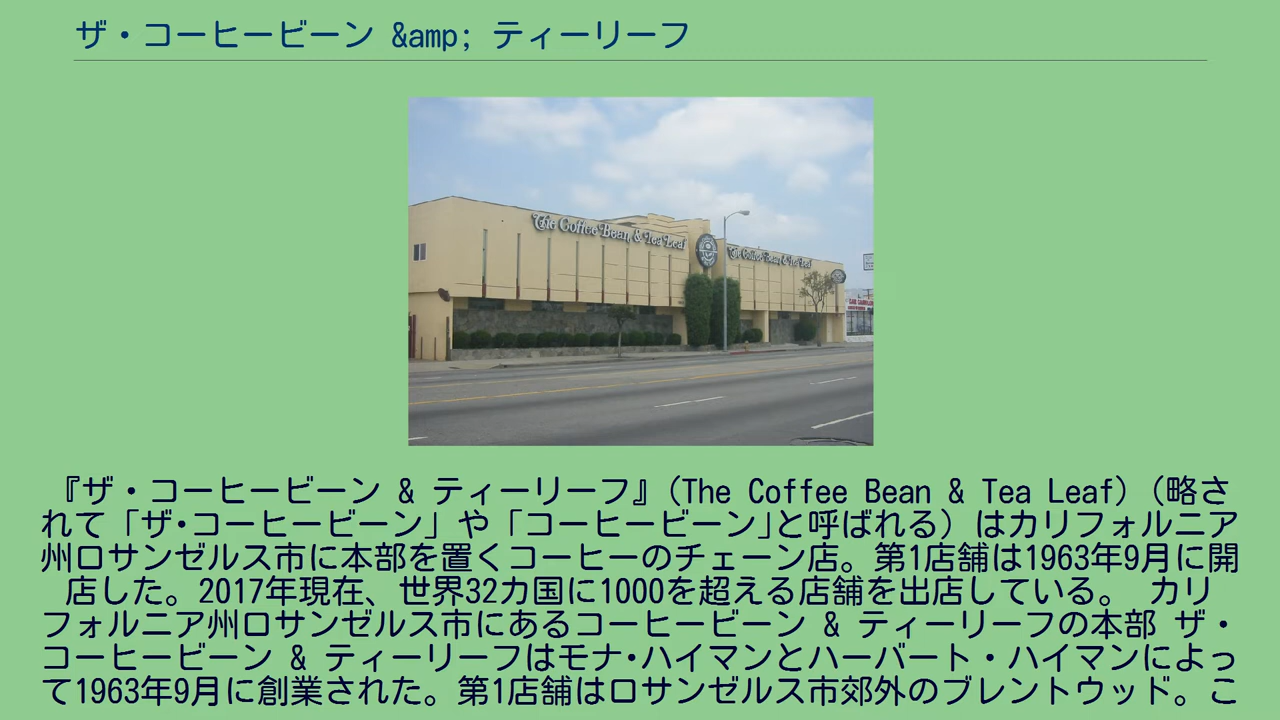 ザ・コーヒービーン &amp; ティーリーフ
The Coffee Bean & Tea Leaf
The Coffee Bean & Tea Leaf
『ザ・コーヒービーン & ティーリーフ』(The Coffee Bean & Tea Leaf) (略さ
れて「ザ・コーヒービーン」や「コーヒービーン」と呼ばれる) はカリフォルニア
州ロサンゼルス市に本部を置くコーヒーのチェーン店。第1店舗は1963年9月に開
店した。2017年現在、世界32カ国に1000を超える店舗を出店している。 カリ
フォルニア州ロサンゼルス市にあるコーヒービーン & ティーリーフの本部 ザ・
コーヒービーン & ティーリーフはモナ・ハイマンとハーバート・ハイマンによっ
て1963年9月に創業された。第1店舗はロサンゼルス市郊外のブレントウッド。こ